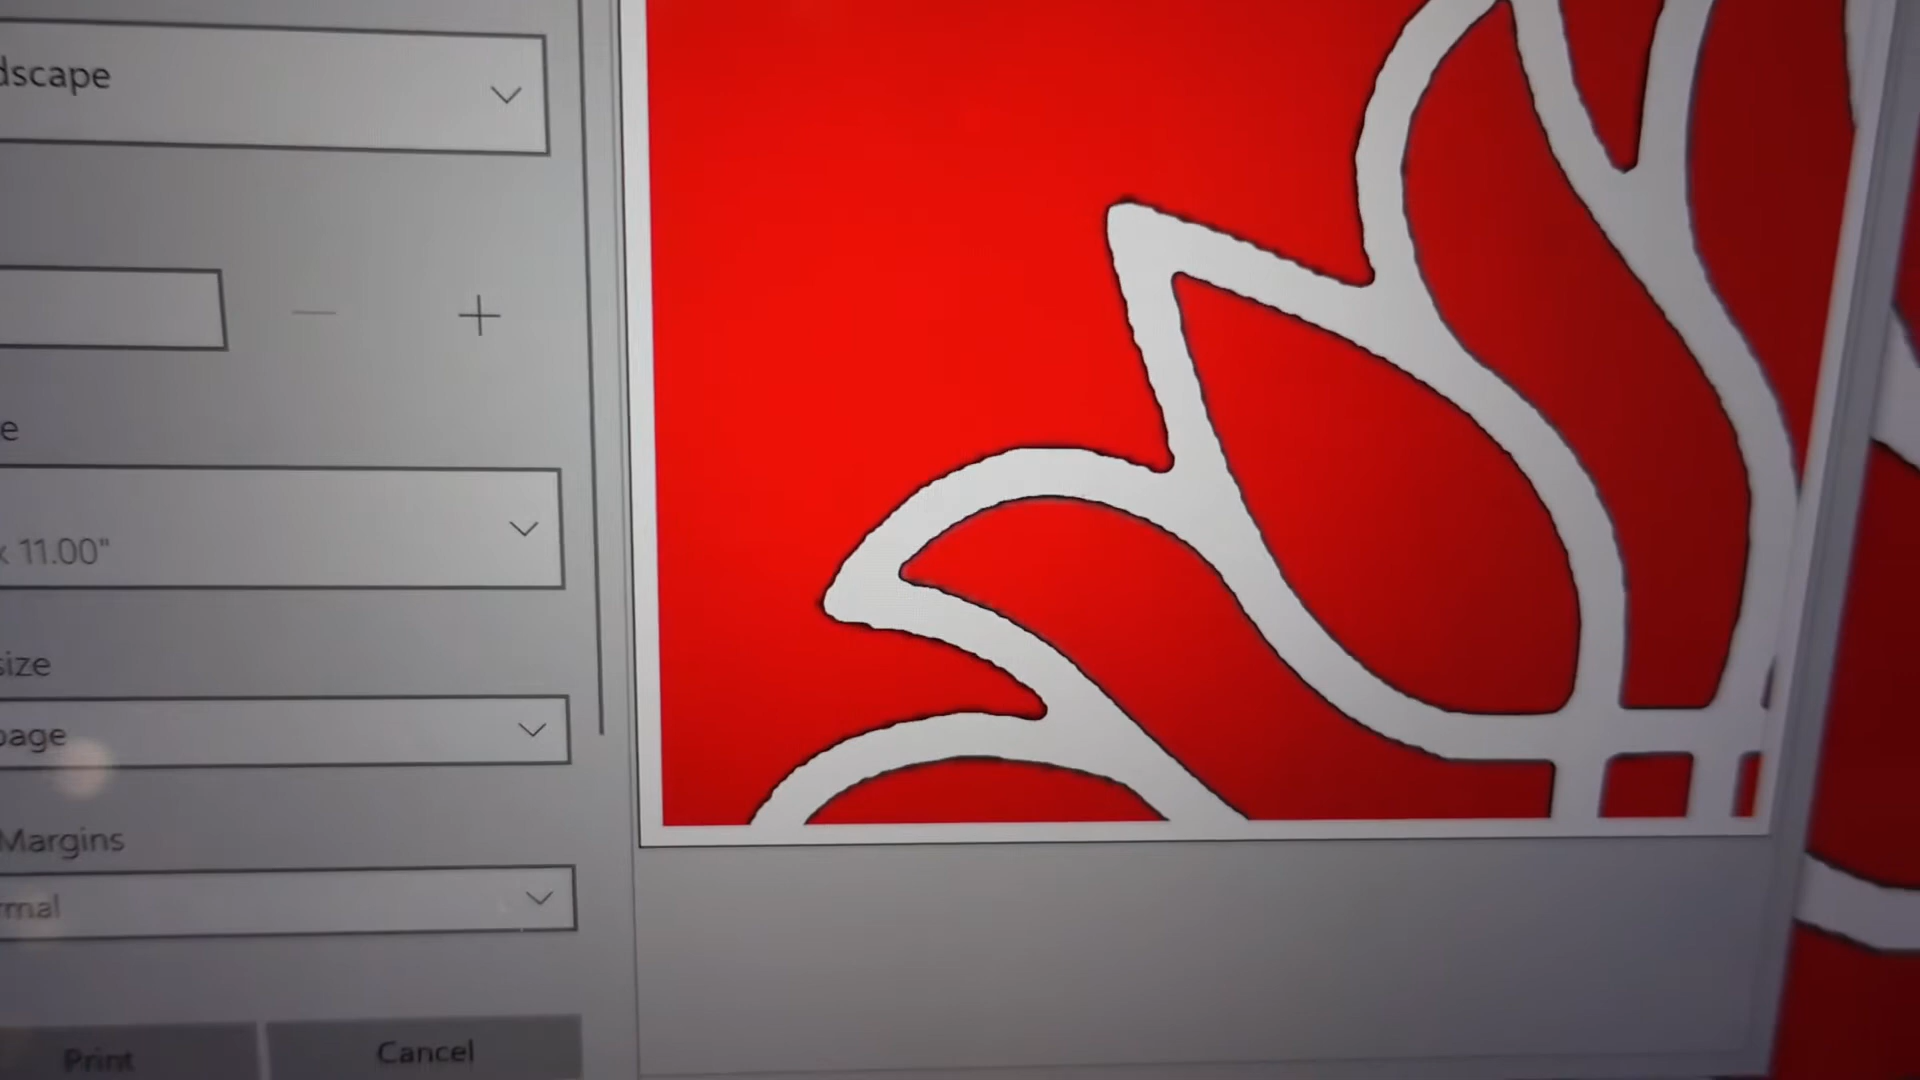 dscape
e
x 11.00"
size
page
Margins
rmal
Print
Cancel